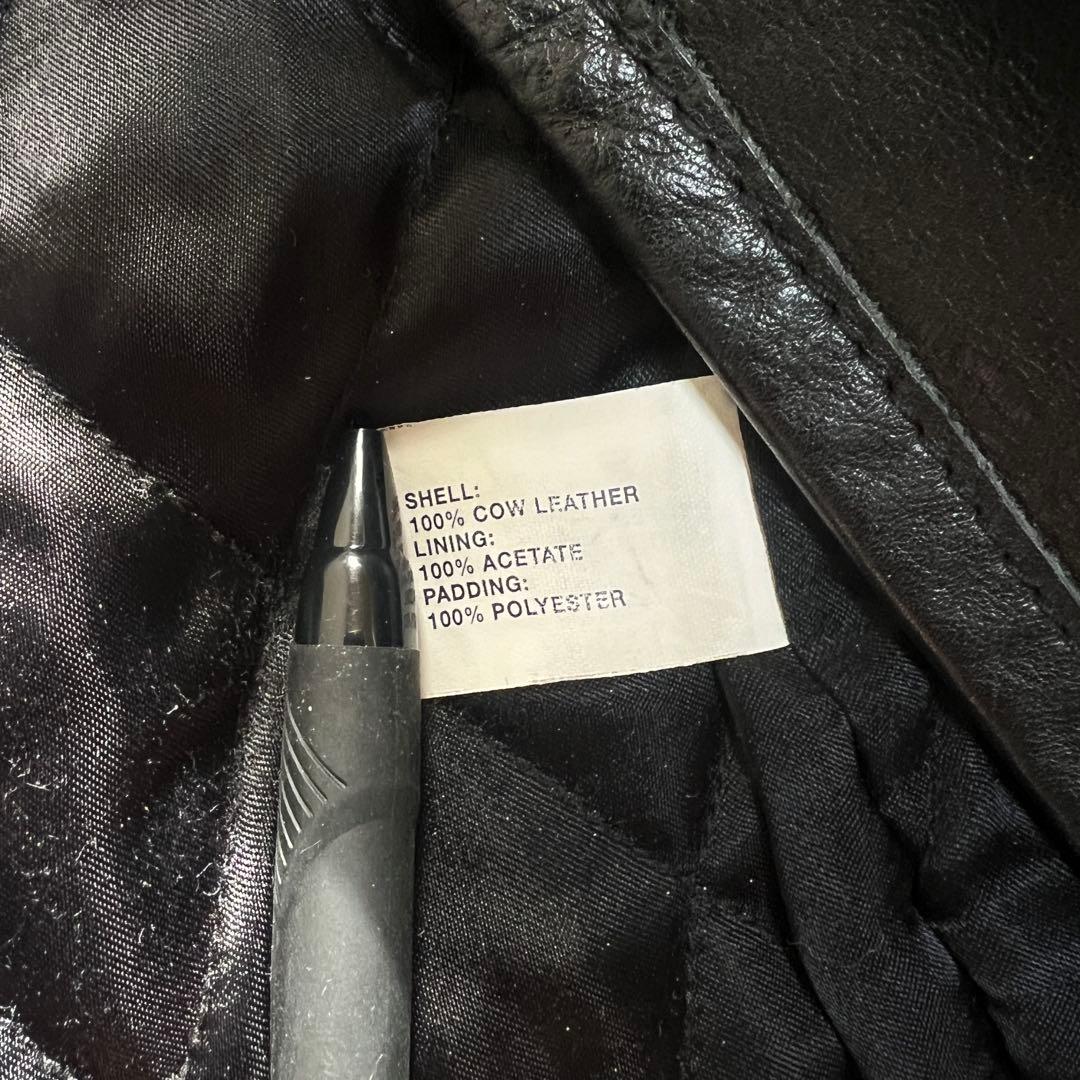 SHELL:
100% COW LEATHER
LINING:
100% ACETATE
PADDING:
100% POLYESTER